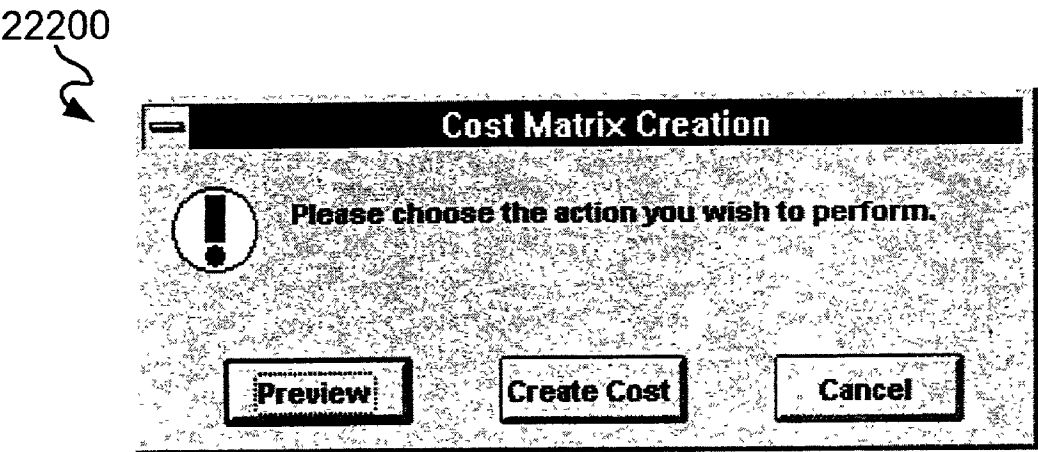 22200
Cost Matrix Creation
Please choose the action you wish to perform.
Preview Create Cost Cancel